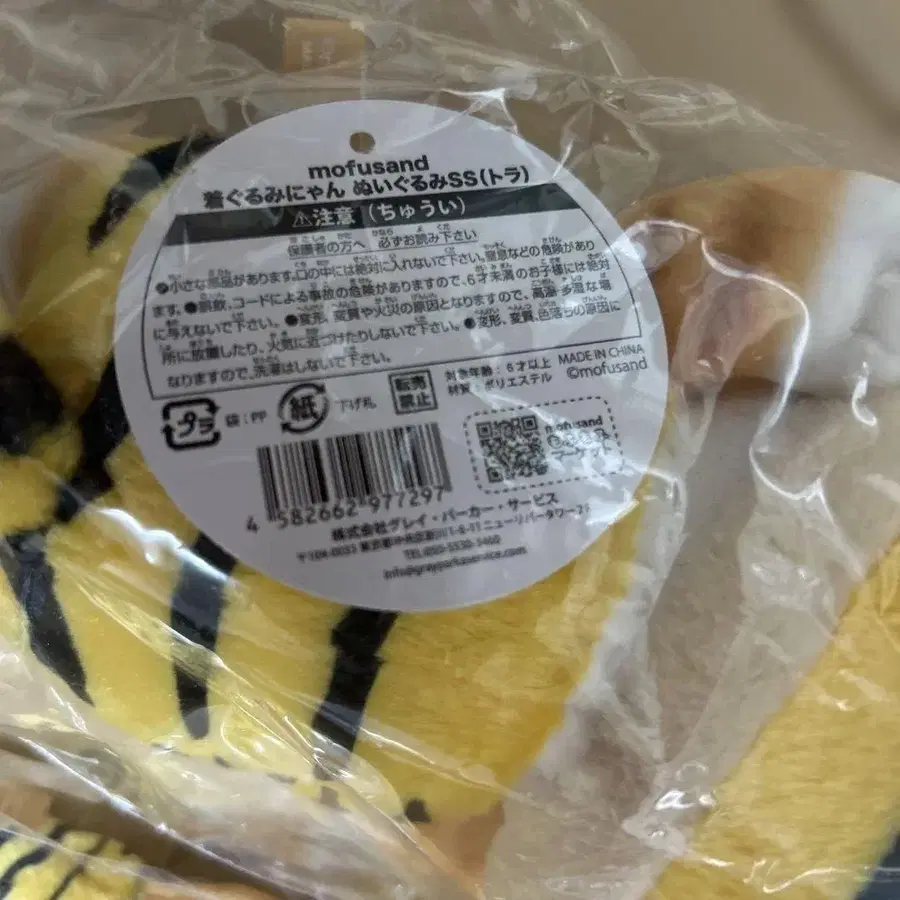 mofusand
着ぐるみにゃん ぬいぐるみSS(トラ)
⚠注意(ちゅうい)
保護者の方へ 必ずお読み下さい
●小さな部品があります。口の中には絶対に入れないで下さい。窒息などの危険があり
ます。●誤飲、コードによる事故の危険がありますので、6才未満のお子様には絶対
に与えないで下さい。●変形、変質や火災の原因となりますので、高温・多湿な場
所に放置したり、火気に近づけたりしないで下さい。●変形、変質、色落ちの原因に
なりますので、洗濯はしないで下さい。
対象年齢:6才以上 MADE IN CHINA
材質:ポリエステル ©mofusand
プラ 袋:PP 紙 下げ札 転売禁止
mofusand
マーケット
4 582662 977297
株式会社グレイ・パーカー・サービス
info@grayparkaservice.com